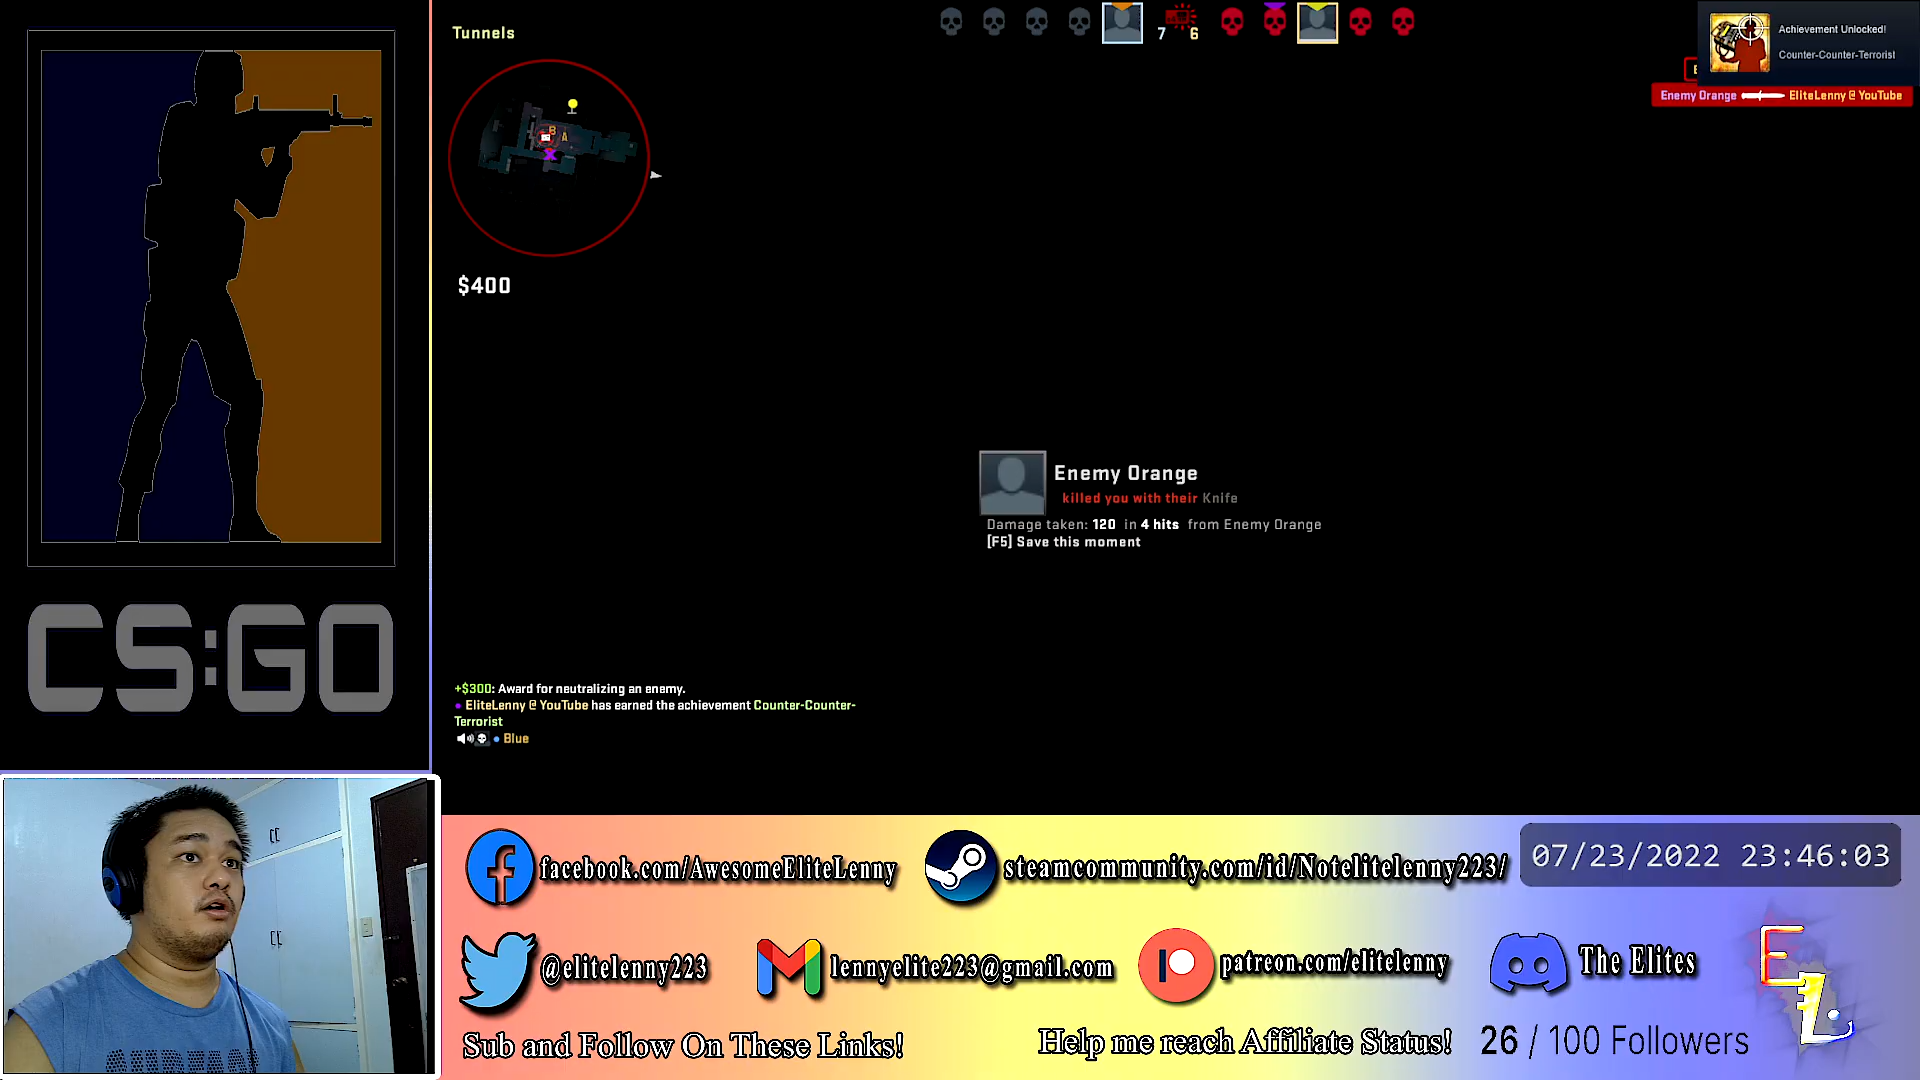 Tunnels
7
6
Achievement Unlocked!
Counter-Counter-Terrorist
Enemy Orange EliteLenny @ YouTube
B
A
$400
CS:GO
Enemy Orange
killed you with their Knife
Damage taken: 120 in 4 hits from Enemy Orange
[F5] Save this moment
+$300: Award for neutralizing an enemy.
EliteLenny @ YouTube has earned the achievement Counter-Counter-
Terrorist
Blue
facebook.com/AwesomeEliteLenny
steamcommunity.com/id/Notelitelenny223/
07/23/2022 23:46:03
@elitelenny223
lennyelite223@gmail.com
patreon.com/elitelenny
The Elites
EL
Sub and Follow On These Links!
Help me reach Affiliate Status!
26 / 100 Followers